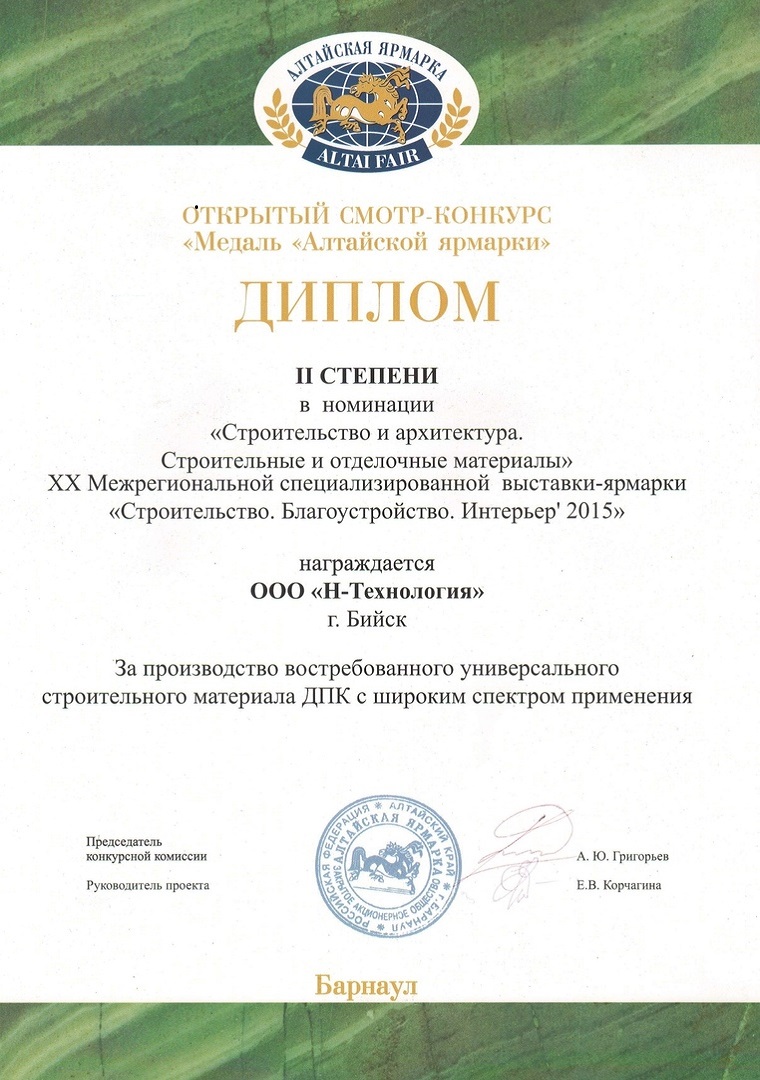 АЛТАЙСКАЯ ЯРМАРКА
ALTAI FAIR
ОТКРЫТЫЙ СМОТР-КОНКУРС
«Медаль «Алтайской ярмарки»
ДИПЛОМ
II СТЕПЕНИ
в номинации
«Строительство и архитектура.
Строительные и отделочные материалы»
XX Межрегиональной специализированной выставки-ярмарки
«Строительство. Благоустройство. Интерьер' 2015»
награждается
ООО «Н-Технология»
г. Бийск
За производство востребованного универсального
строительного материала ДПК с широким спектром применения
Председатель
конкурсной комиссии
А. Ю. Григорьев
Руководитель проекта
Е.В. Корчагина
РОССИЙСКАЯ ФЕДЕРАЦИЯ * АЛТАЙСКИЙ КРАЙ * Г.БАРНАУЛ *
АЛТАЙСКАЯ ЯРМАРКА
ЗАКРЫТОЕ АКЦИОНЕРНОЕ ОБЩЕСТВО
Барнаул